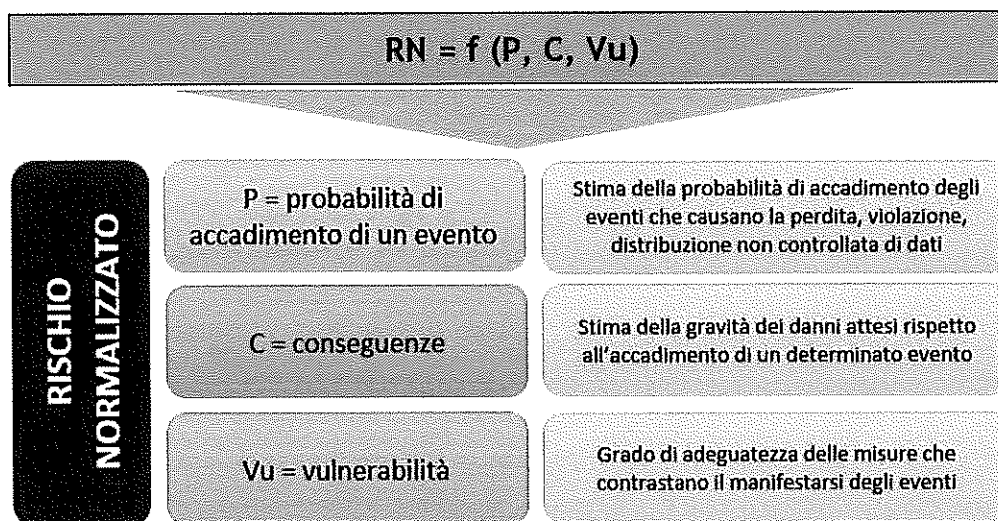 RN = f (P, C, Vu)
RISCHIO
NORMALIZZATO
P = probabilità di
accadimento di un evento
Stima della probabilità di accadimento degli
eventi che causano la perdita, violazione,
distribuzione non controllata di dati
C = conseguenze
Stima della gravità dei danni attesi rispetto
all'accadimento di un determinato evento
Vu = vulnerabilità
Grado di adeguatezza delle misure che
contrastano il manifestarsi degli eventi